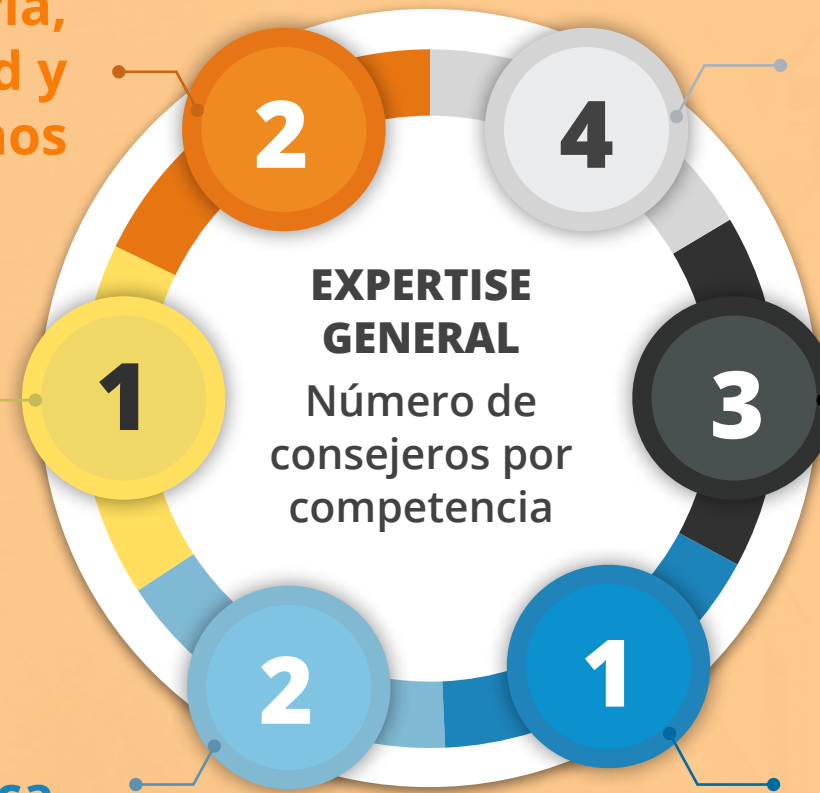 d y
2
4
EXPERTISE
GENERAL
Número de
consejeros por
competencia
1
3
2
1